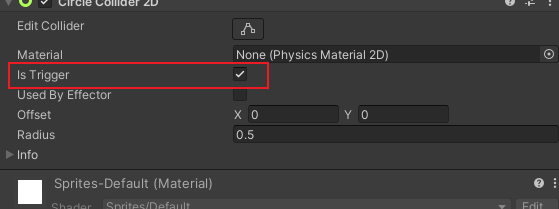 Circle Collider 2D
Edit Collider
Material None (Physics Material 2D)
Is Trigger
Used By Effector
Offset X 0 Y 0
Radius 0.5
Info
Sprites-Default (Material)
Shader Sprites/Default Edit